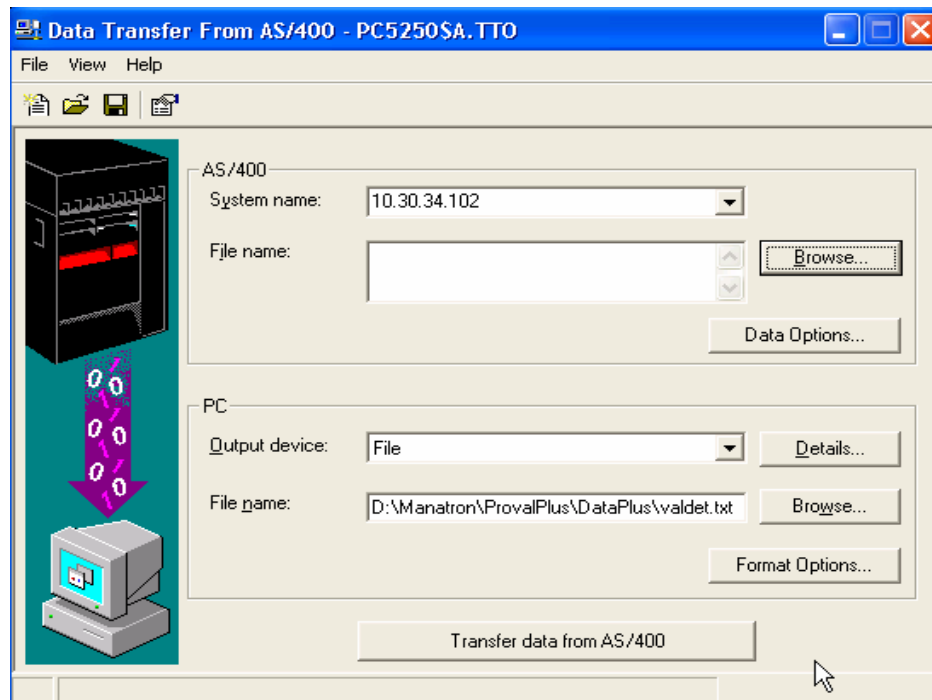 Data Transfer From AS/400 - PC5250$A.TTO
File View Help
AS/400
System name: 10.30.34.102
File name: Browse...
Data Options...
PC
Output device: File Details...
File name: D:\Manatron\ProvalPlus\DataPlus\valdet.txt Browse...
Format Options...
Transfer data from AS/400